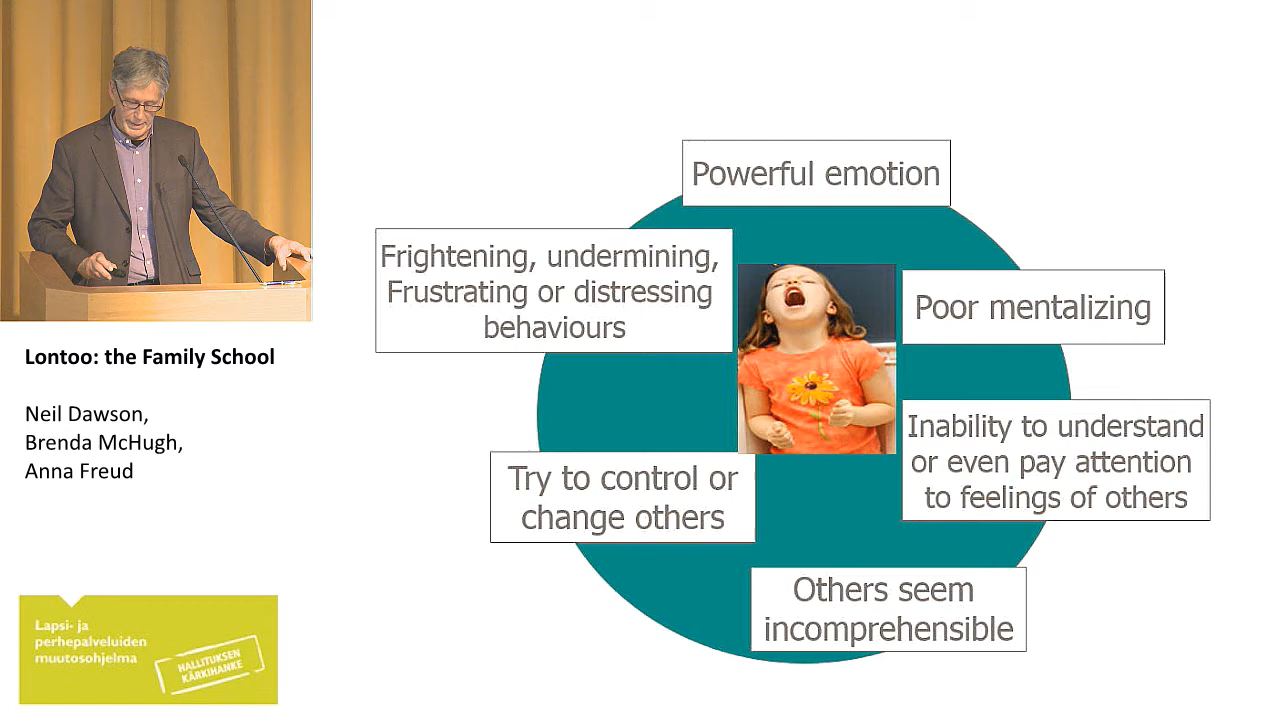 Lontoo: the Family School
Neil Dawson,
Brenda McHugh,
Anna Freud
Lapsi- ja
perhepalveluiden
muutosohjelma
HALLITUKSEN
KÄRKIHANKE
Powerful emotion
Frightening, undermining,
Frustrating or distressing
behaviours
Poor mentalizing
Inability to understand
or even pay attention
to feelings of others
Try to control or
change others
Others seem
incomprehensible